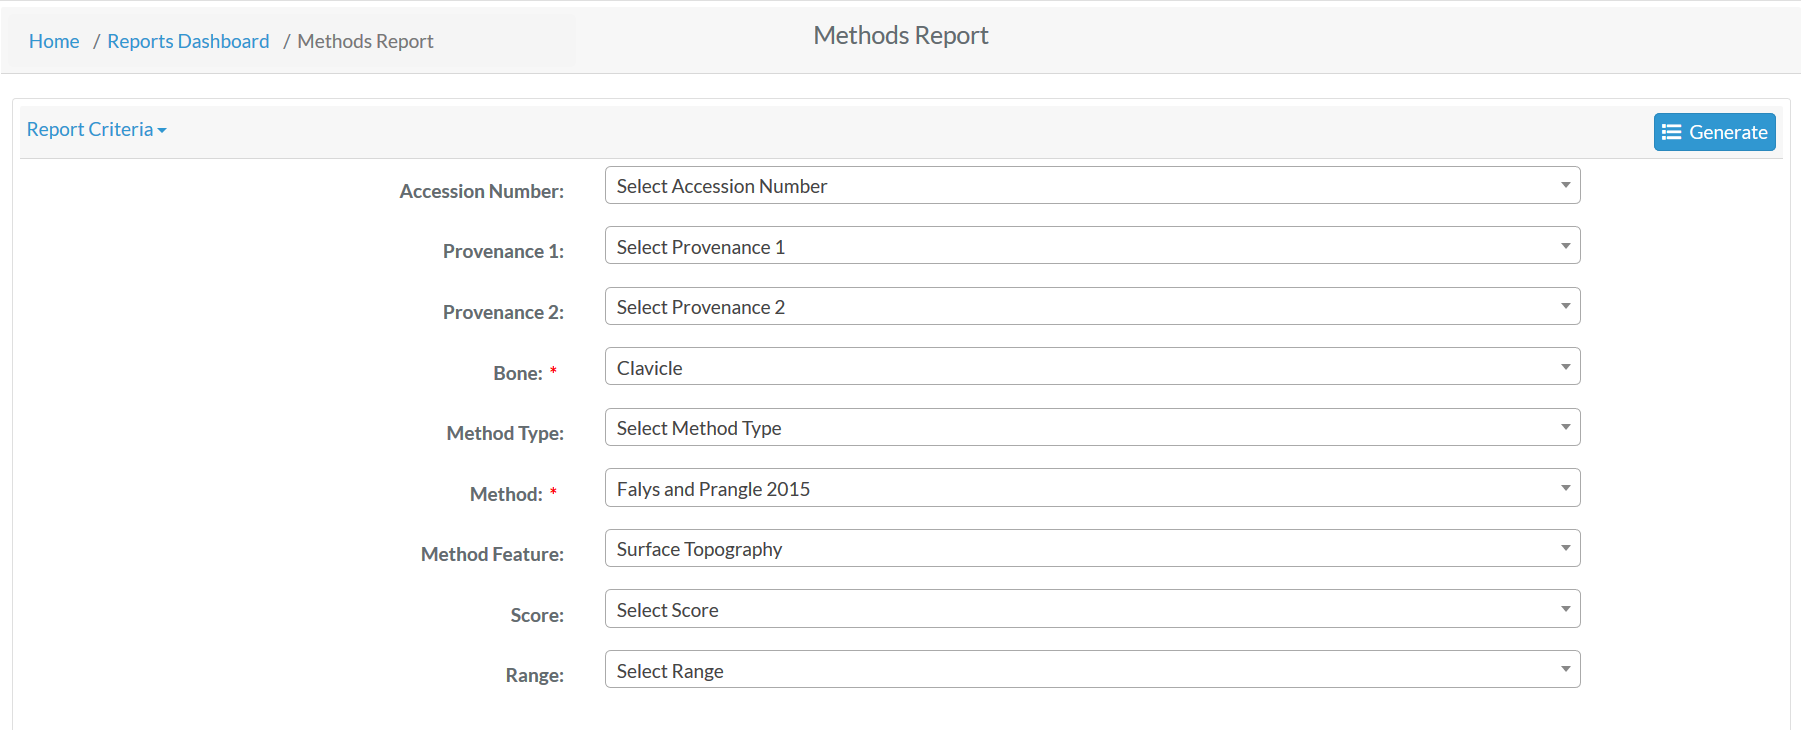 Home / Reports Dashboard / Methods Report
Methods Report
Report Criteria
Generate
Accession Number: Select Accession Number
Provenance 1: Select Provenance 1
Provenance 2: Select Provenance 2
Bone: * Clavicle
Method Type: Select Method Type
Method: * Falys and Prangle 2015
Method Feature: Surface Topography
Score: Select Score
Range: Select Range